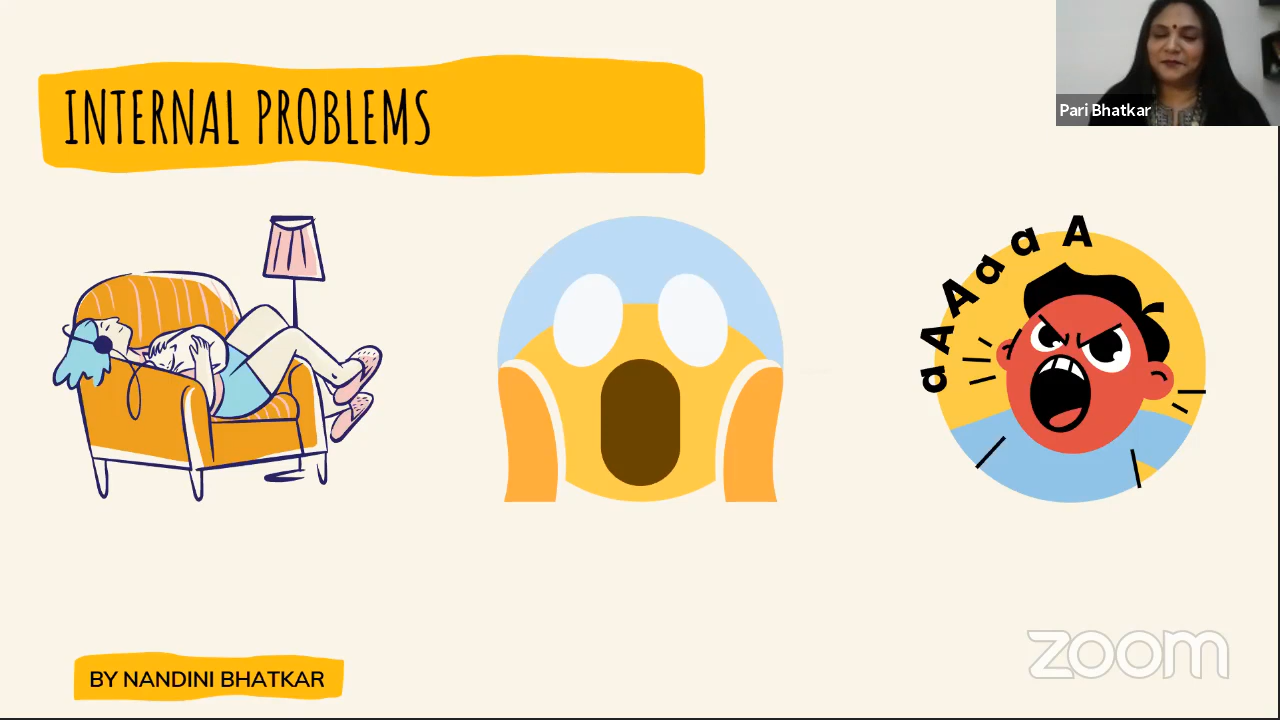 INTERNAL PROBLEMS
Pari Bhatkar
aAAaaA
BY NANDINI BHATKAR
zoom